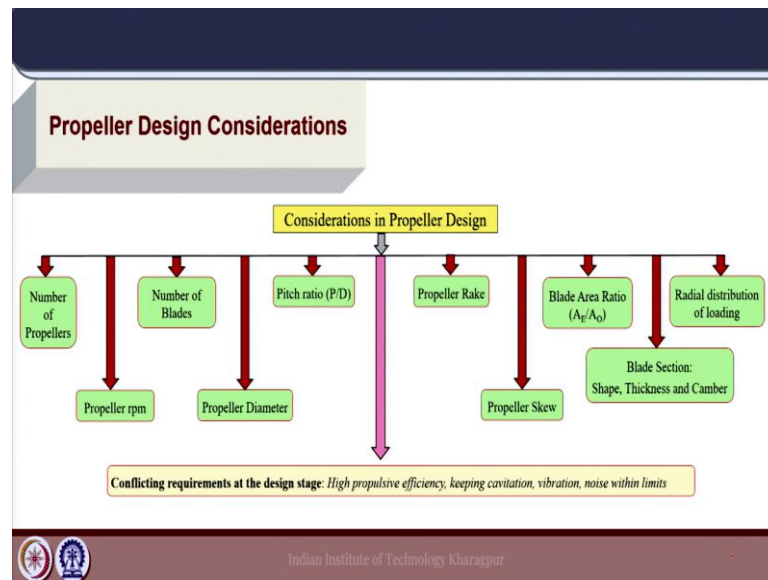 Propeller Design Considerations
Considerations in Propeller Design
Number
of
Propellers
Propeller rpm
Number of
Blades
Propeller Diameter
Pitch ratio (P/D)
Propeller Rake
Propeller Skew
Blade Area Ratio
(A_E/A_O)
Blade Section:
Shape, Thickness and Camber
Radial distribution
of loading
Conflicting requirements at the design stage: High propulsive efficiency, keeping cavitation, vibration, noise within limits
Indian Institute of Technology Kharagpur